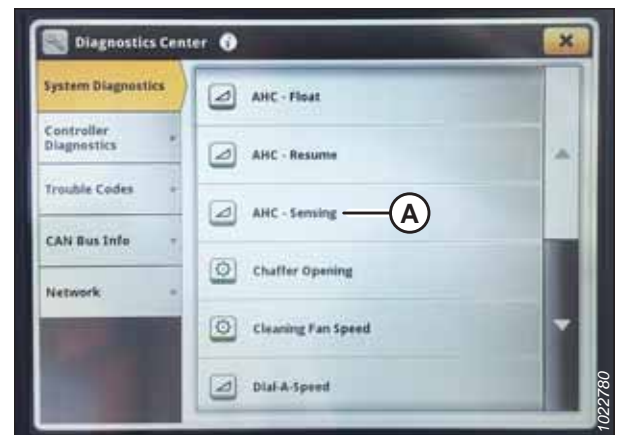 Diagnostics Center
System Diagnostics
Controller
Diagnostics
Trouble Codes
CAN Bus Info
Network
AHC - Float
AHC - Resume
AHC - Sensing
A
Chaffer Opening
Cleaning Fan Speed
Dial-A-Speed
1022780